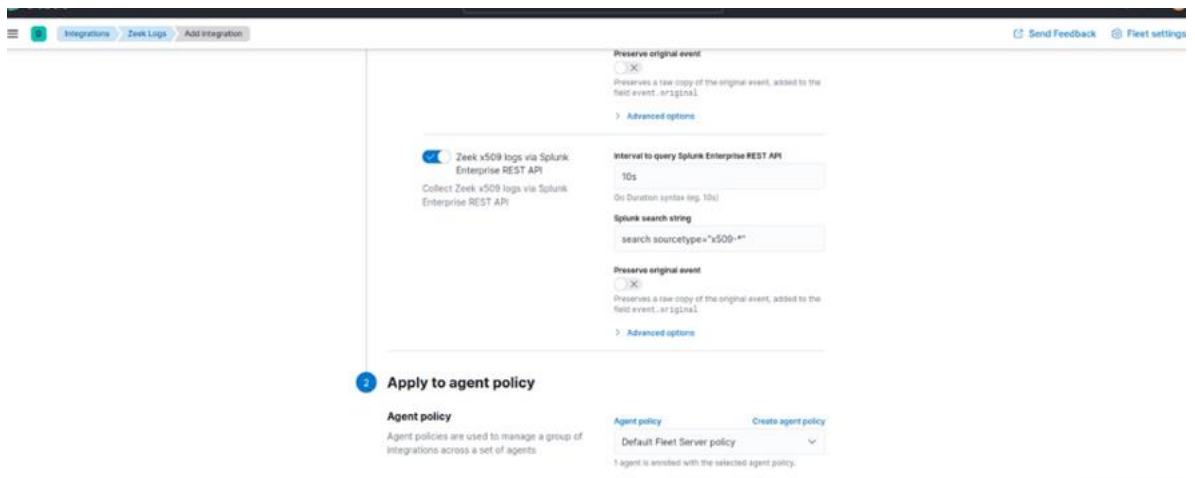 Integrations
Zeek Logs
Add integration
Send Feedback
Fleet settings
Preserve original event
Preserves a raw copy of the original event, added to the
field event.original
Advanced options
Zeek x509 logs via Splunk
Enterprise REST API
Collect Zeek x509 logs via Splunk
Enterprise REST API
Interval to query Splunk Enterprise REST API
10s
Go Duration syntax (eg. 10s)
Splunk search string
search sourcetype="x509-*"
Preserve original event
Preserves a raw copy of the original event, added to the
field event.original
Advanced options
2
Apply to agent policy
Agent policy
Agent policies are used to manage a group of
integrations across a set of agents
Agent policy
Create agent policy
Default Fleet Server policy
1 agent is enrolled with the selected agent policy.